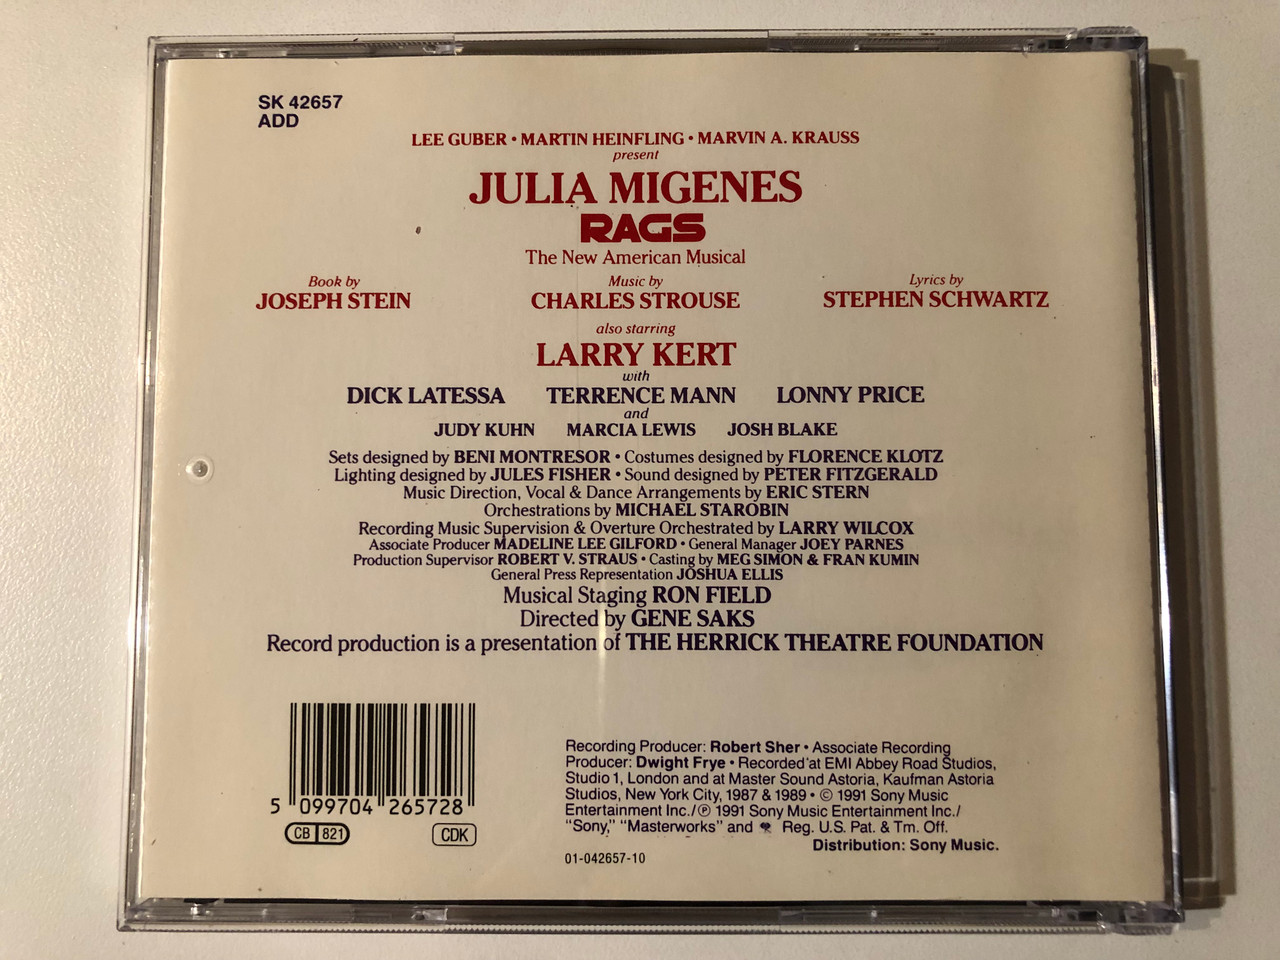 SK 42657
ADD
LEE GUBER • MARTIN HEINFLING • MARVIN A. KRAUSS
present
JULIA MIGENES
RAGS
The New American Musical
Book by
JOSEPH STEIN
Music by
CHARLES STROUSE
Lyrics by
STEPHEN SCHWARTZ
also starring
LARRY KERT
with
DICK LATESSA TERRENCE MANN LONNY PRICE
and
JUDY KUHN MARCIA LEWIS JOSH BLAKE
Sets designed by BENI MONTRESOR • Costumes designed by FLORENCE KLOTZ
Lighting designed by JULES FISHER • Sound designed by PETER FITZGERALD
Music Direction, Vocal & Dance Arrangements by ERIC STERN
Orchestrations by MICHAEL STAROBIN
Recording Music Supervision & Overture Orchestrated by LARRY WILCOX
Associate Producer MADELINE LEE GILFORD • General Manager JOEY PARNES
Production Supervisor ROBERT V. STRAUS • Casting by MEG SIMON & FRAN KUMIN
General Press Representation JOSHUA ELLIS
Musical Staging RON FIELD
Directed by GENE SAKS
Record production is a presentation of THE HERRICK THEATRE FOUNDATION
5 099704 265728
CB 821
CDK
Recording Producer: Robert Sher • Associate Recording
Producer: Dwight Frye • Recorded at EMI Abbey Road Studios,
Studio 1, London and at Master Sound Astoria, Kaufman Astoria
Studios, New York City, 1987 & 1989 • © 1991 Sony Music
Entertainment Inc./℗ 1991 Sony Music Entertainment Inc./
"Sony," "Masterworks" and Reg. U.S. Pat. & Tm. Off.
Distribution: Sony Music.
01-042657-10